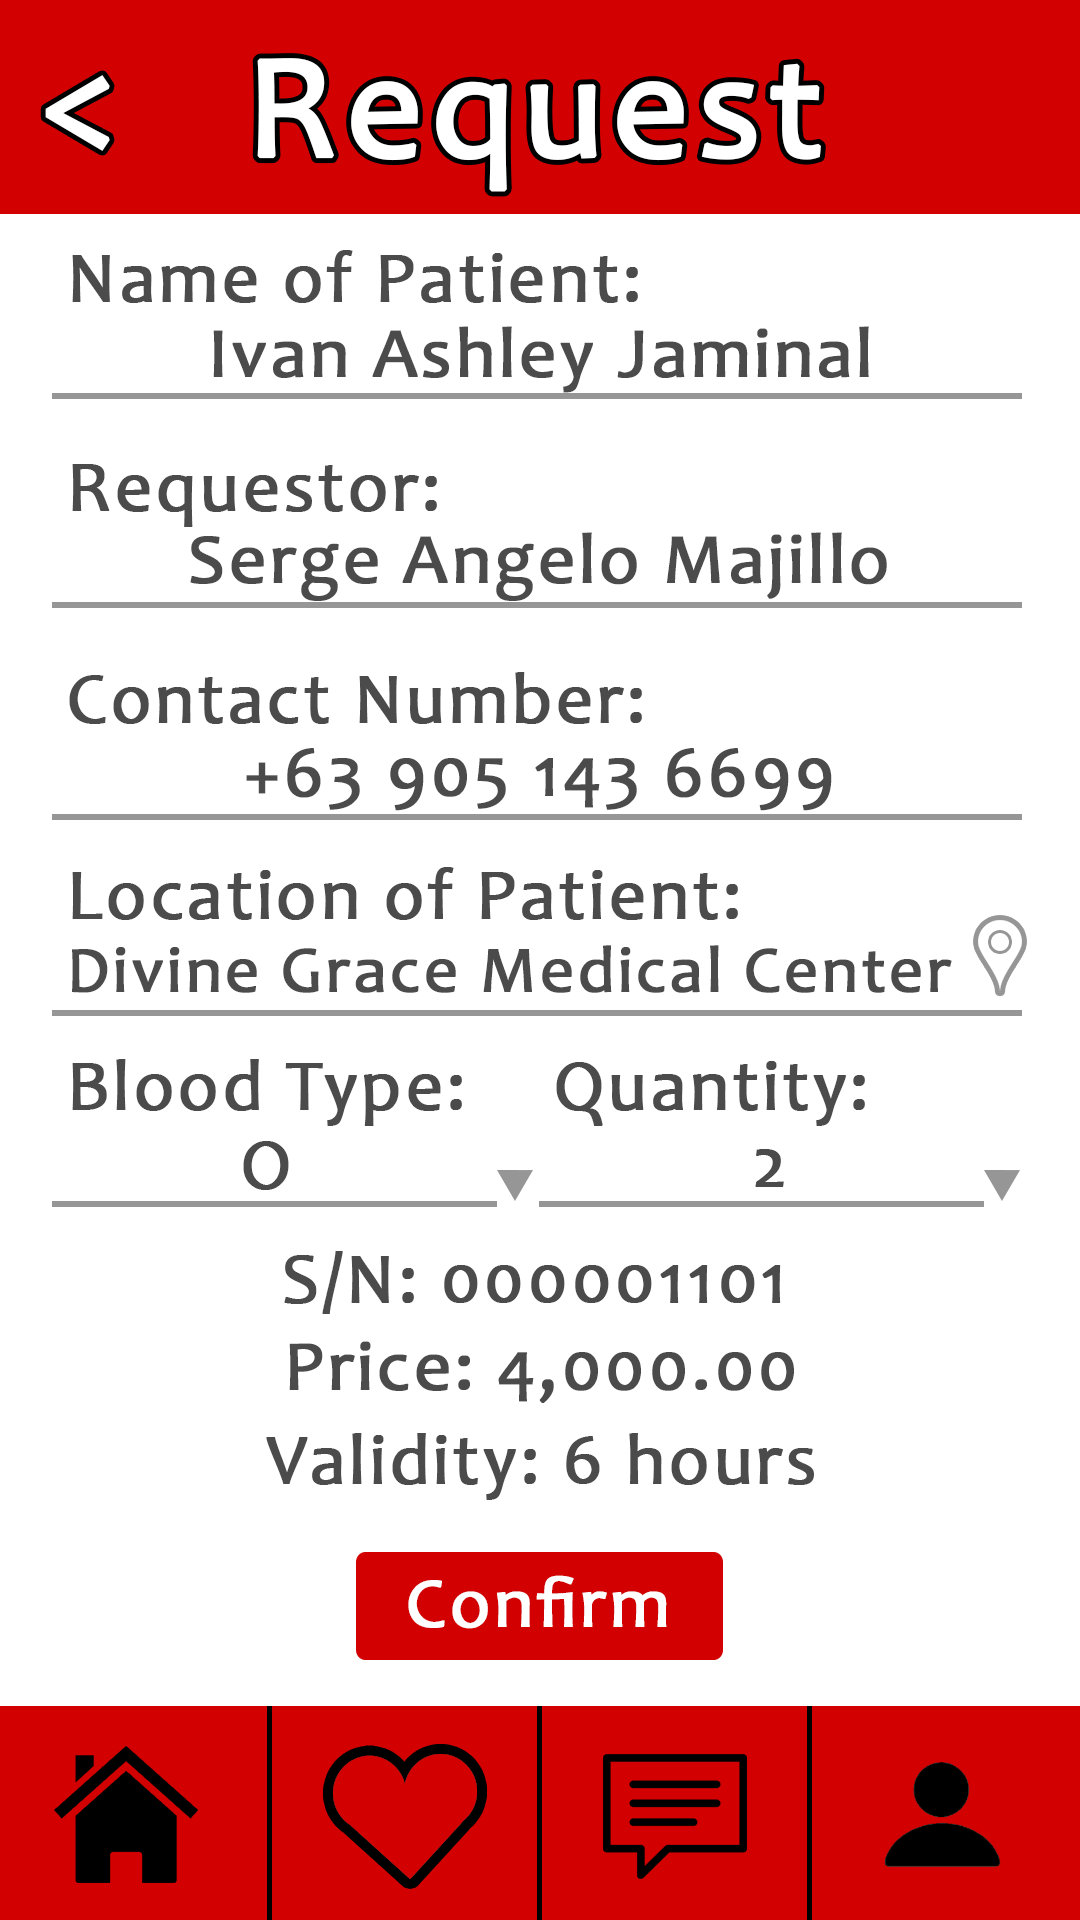 < Request
Name of Patient:
Ivan Ashley Jaminal
Requestor:
Serge Angelo Majillo
Contact Number:
+63 905 143 6699
Location of Patient:
Divine Grace Medical Center
Blood Type: Quantity:
O 2
S/N: 000001101
Price: 4,000.00
Validity: 6 hours
Confirm